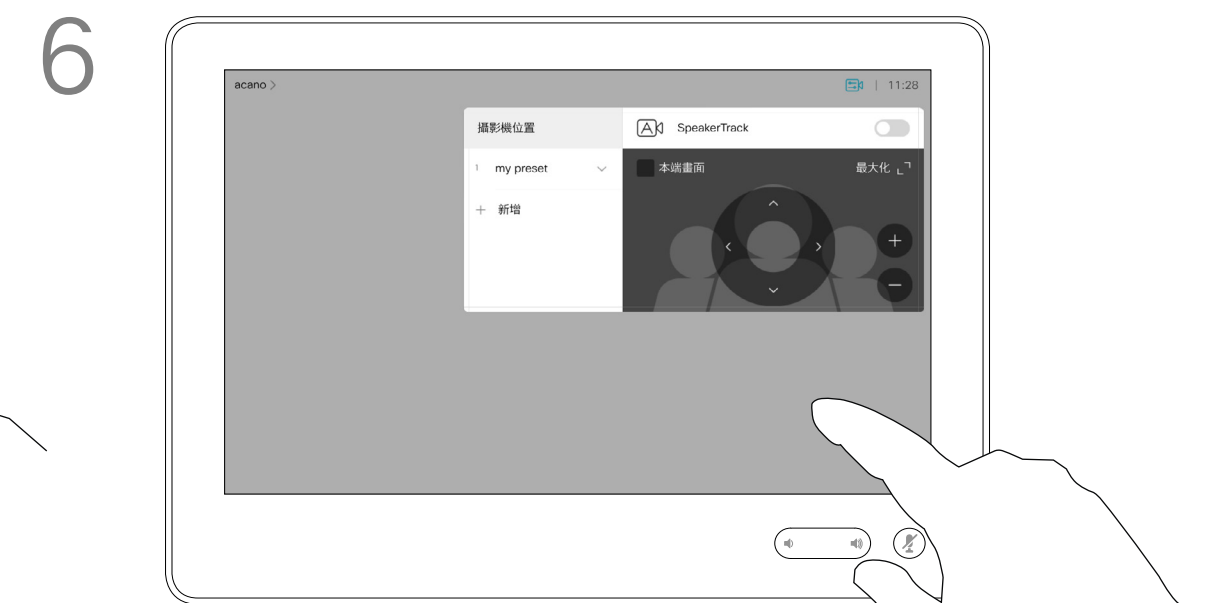 6
acano >
| 11:28
攝影機位置
A SpeakerTrack
1 my preset
本端畫面
最大化
+ 新增